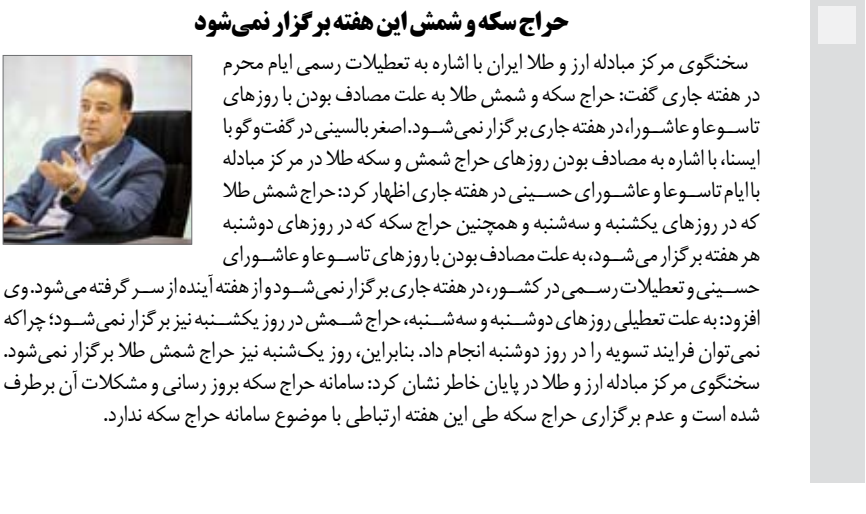 حراج سکه و شمش این هفته برگزار نمی‌شود
سخنگوی مرکز مبادله ارز و طلا ایران با اشاره به تعطیلات رسمی ایام محرم
در هفته جاری گفت: حراج سکه و شمش طلا به علت مصادف بودن با روزهای
تاسوعا و عاشورا، در هفته جاری برگزار نمی‌شود. اصغر بالسینی در گفت‌وگو با
ایسنا، با اشاره به مصادف بودن روزهای حراج شمش و سکه طلا در مرکز مبادله
با ایام تاسوعا و عاشورای حسینی در هفته جاری اظهار کرد: حراج شمش طلا
که در روزهای یکشنبه و سه‌شنبه و همچنین حراج سکه که در روزهای دوشنبه
هر هفته برگزار می‌شود، به علت مصادف بودن با روزهای تاسوعا و عاشورای
حسینی و تعطیلات رسمی در کشور، در هفته جاری برگزار نمی‌شود و از هفته آینده از سر گرفته می‌شود. وی
افزود: به علت تعطیلی روزهای دوشنبه و سه‌شنبه، حراج شمش در روز یکشنبه نیز برگزار نمی‌شود؛ چراکه
نمی‌توان فرایند تسویه را در روز دوشنبه انجام داد. بنابراین، روز یک‌شنبه نیز حراج شمش طلا برگزار نمی‌شود.
سخنگوی مرکز مبادله ارز و طلا در پایان خاطر نشان کرد: سامانه حراج سکه بروز رسانی و مشکلات آن برطرف
شده است و عدم برگزاری حراج سکه طی این هفته ارتباطی با موضوع سامانه حراج سکه ندارد.